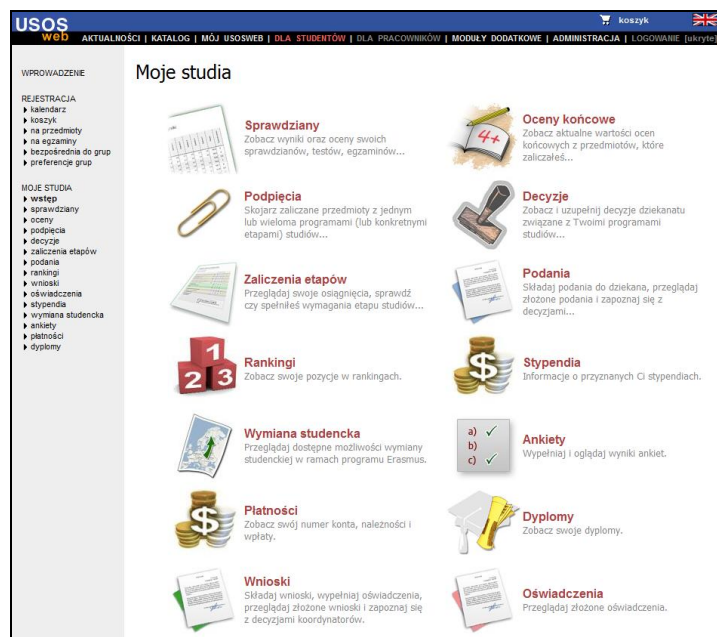 USOS
web
koszyk
AKTUALNOŚCI | KATALOG | MÓJ USOSWEB | DLA STUDENTÓW | DLA PRACOWNIKÓW | MODUŁY DODATKOWE | ADMINISTRACJA | LOGOWANIE [ukryte]
WPROWADZENIE
REJESTRACJA
kalendarz
koszyk
na przedmioty
na egzaminy
bezpośrednia do grup
preferencje grup
MOJE STUDIA
wstęp
sprawdziany
oceny
podpięcia
decyzje
zaliczenia etapów
podania
rankingi
wnioski
oświadczenia
stypendia
wymiana studencka
ankiety
płatności
dyplomy
Moje studia
Sprawdziany
Zobacz wyniki oraz oceny swoich
sprawdzianów, testów, egzaminów...
4+
Oceny końcowe
Zobacz aktualne wartości ocen
końcowych z przedmiotów, które
zaliczałeś...
Podpięcia
Skojarz zaliczane przedmioty z jednym
lub wieloma programami (lub konkretnymi
etapami) studiów...
Decyzje
Zobacz i uzupełnij decyzje dziekanatu
związane z Twoimi programami
studiów...
Zaliczenia etapów
Przeglądaj swoje osiągnięcia, sprawdź
czy spełniłeś wymagania etapu studiów...
Podania
Składaj podania do dziekana, przeglądaj
złożone podania i zapoznaj się z
decyzjami...
1
2 3
Rankingi
Zobacz swoje pozycje w rankingach.
$
Stypendia
Informacje o przyznanych Ci stypendiach.
Wymiana studencka
Przeglądaj dostępne możliwości wymiany
studenckiej w ramach programu Erasmus.
a) ✓
b)
c) ✓
Ankiety
Wypełniaj i oglądaj wyniki ankiet.
$
Płatności
Zobacz swój numer konta, należności i
wpłaty.
Dyplomy
Zobacz swoje dyplomy.
Wnioski
Składaj wnioski, wypełniaj oświadczenia,
przeglądaj złożone wnioski i zapoznaj się
z decyzjami koordynatorów.
Oświadczenia
Przeglądaj złożone oświadczenia.